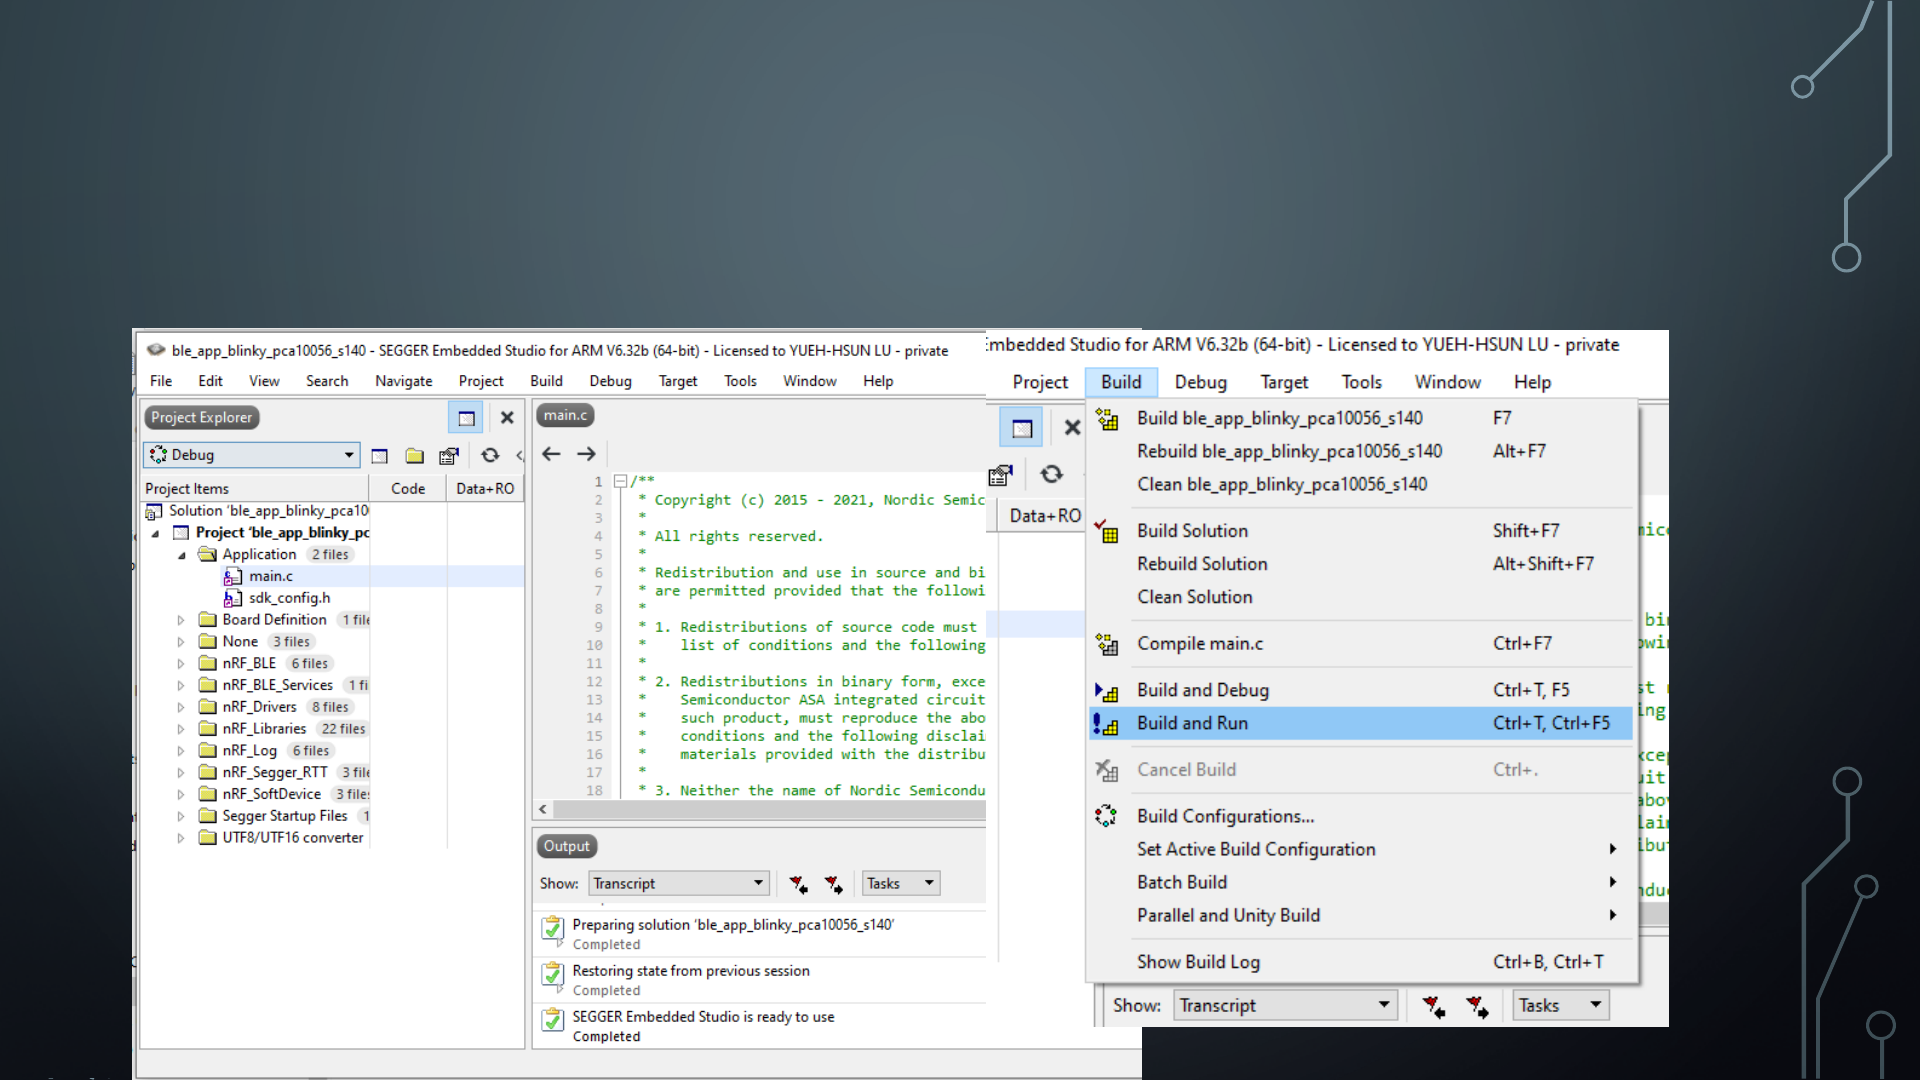 ble_app_blinky_pca10056_s140 - SEGGER Embedded Studio for ARM V6.32b (64-bit) - Licensed to YUEH-HSUN LU - private
File Edit View Search Navigate Project Build Debug Target Tools Window Help
Project Explorer
Debug
Project Items Code Data+RO
Solution 'ble_app_blinky_pca10
Project 'ble_app_blinky_pc
Application 2 files
main.c
sdk_config.h
Board Definition 1 file
None 3 files
nRF_BLE 6 files
nRF_BLE_Services 1 fi
nRF_Drivers 8 files
nRF_Libraries 22 files
nRF_Log 6 files
nRF_Segger_RTT 3 file
nRF_SoftDevice 3 files
Segger Startup Files 1
UTF8/UTF16 converter
main.c
1 /**
2 * Copyright (c) 2015 - 2021, Nordic Semic
3 *
4 * All rights reserved.
5 *
6 * Redistribution and use in source and bi
7 * are permitted provided that the followi
8 *
9 * 1. Redistributions of source code must
10 * list of conditions and the following
11 *
12 * 2. Redistributions in binary form, exce
13 * Semiconductor ASA integrated circuit
14 * such product, must reproduce the abo
15 * conditions and the following disclai
16 * materials provided with the distribu
17 *
18 * 3. Neither the name of Nordic Semicondu
Output
Show: Transcript Tasks
Preparing solution 'ble_app_blinky_pca10056_s140'
Completed
Restoring state from previous session
Completed
SEGGER Embedded Studio is ready to use
Completed
Embedded Studio for ARM V6.32b (64-bit) - Licensed to YUEH-HSUN LU - private
Project Build Debug Target Tools Window Help
Data+RO
Build ble_app_blinky_pca10056_s140 F7
Rebuild ble_app_blinky_pca10056_s140 Alt+F7
Clean ble_app_blinky_pca10056_s140
Build Solution Shift+F7
Rebuild Solution Alt+Shift+F7
Clean Solution
Compile main.c Ctrl+F7
Build and Debug Ctrl+T, F5
Build and Run Ctrl+T, Ctrl+F5
Cancel Build Ctrl+.
Build Configurations...
Set Active Build Configuration
Batch Build
Parallel and Unity Build
Show Build Log Ctrl+B, Ctrl+T
Show: Transcript Tasks